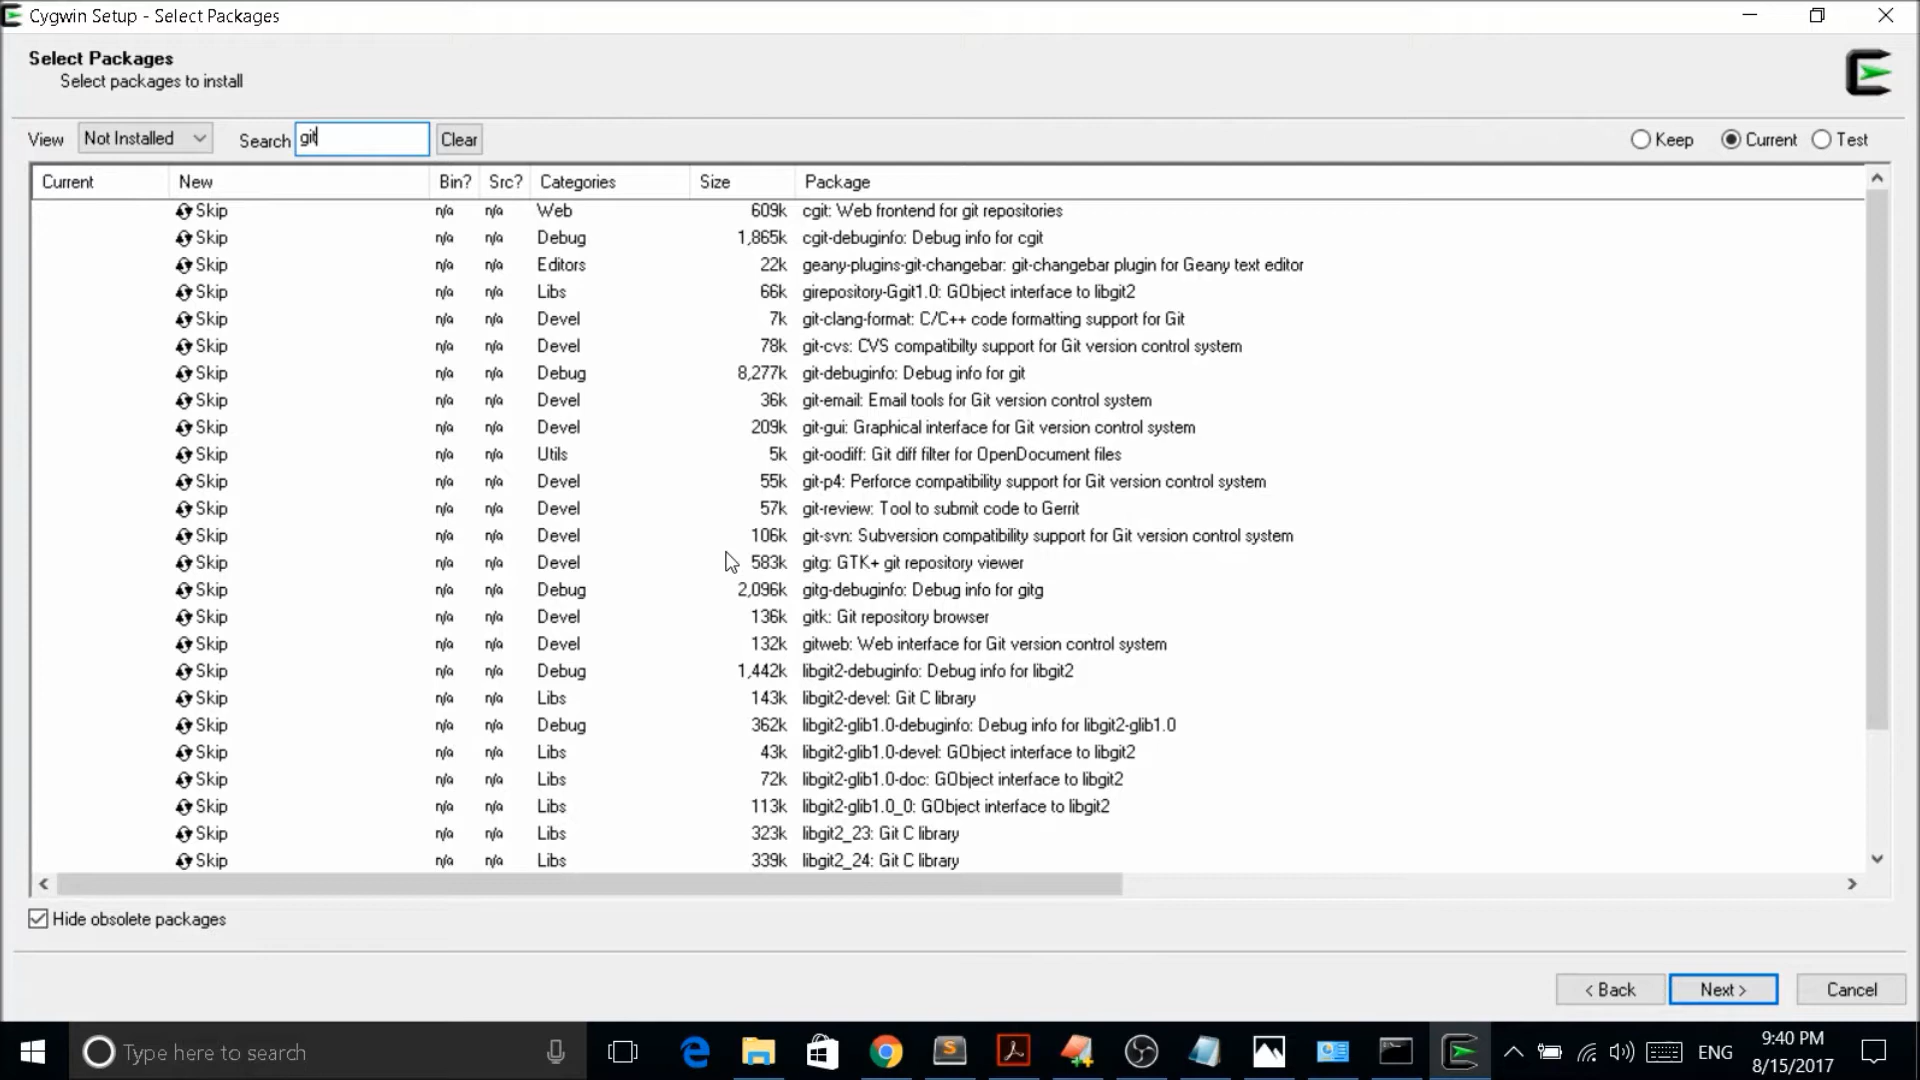 Cygwin Setup - Select Packages
Select Packages
Select packages to install
View Not Installed Search git Clear Keep Current Test
Current New Bin? Src? Categories Size Package
Skip n/a n/a Web 609k cgit: Web frontend for git repositories
Skip n/a n/a Debug 1,865k cgit-debuginfo: Debug info for cgit
Skip n/a n/a Editors 22k geany-plugins-git-changebar: git-changebar plugin for Geany text editor
Skip n/a n/a Libs 66k girepository-Ggit1.0: GObject interface to libgit2
Skip n/a n/a Devel 7k git-clang-format: C/C++ code formatting support for Git
Skip n/a n/a Devel 78k git-cvs: CVS compatibilty support for Git version control system
Skip n/a n/a Debug 8,277k git-debuginfo: Debug info for git
Skip n/a n/a Devel 36k git-email: Email tools for Git version control system
Skip n/a n/a Devel 209k git-gui: Graphical interface for Git version control system
Skip n/a n/a Utils 5k git-oodiff: Git diff filter for OpenDocument files
Skip n/a n/a Devel 55k git-p4: Perforce compatibility support for Git version control system
Skip n/a n/a Devel 57k git-review: Tool to submit code to Gerrit
Skip n/a n/a Devel 106k git-svn: Subversion compatibility support for Git version control system
Skip n/a n/a Devel 583k gitg: GTK+ git repository viewer
Skip n/a n/a Debug 2,096k gitg-debuginfo: Debug info for gitg
Skip n/a n/a Devel 136k gitk: Git repository browser
Skip n/a n/a Devel 132k gitweb: Web interface for Git version control system
Skip n/a n/a Debug 1,442k libgit2-debuginfo: Debug info for libgit2
Skip n/a n/a Libs 143k libgit2-devel: Git C library
Skip n/a n/a Debug 362k libgit2-glib1.0-debuginfo: Debug info for libgit2-glib1.0
Skip n/a n/a Libs 43k libgit2-glib1.0-devel: GObject interface to libgit2
Skip n/a n/a Libs 72k libgit2-glib1.0-doc: GObject interface to libgit2
Skip n/a n/a Libs 113k libgit2-glib1.0_0: GObject interface to libgit2
Skip n/a n/a Libs 323k libgit2_23: Git C library
Skip n/a n/a Libs 339k libgit2_24: Git C library
Hide obsolete packages
< Back Next > Cancel
Type here to search
ENG
9:40 PM
8/15/2017